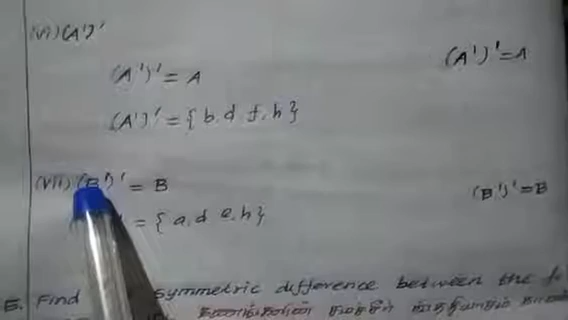 (vi) (A')'
(A')' = A
(A')' = A
(A')' = { b, d f, h }
(vii) (B')' = B
(B')' = B
' = { a, d e, h }
5. Find symmetric difference between the